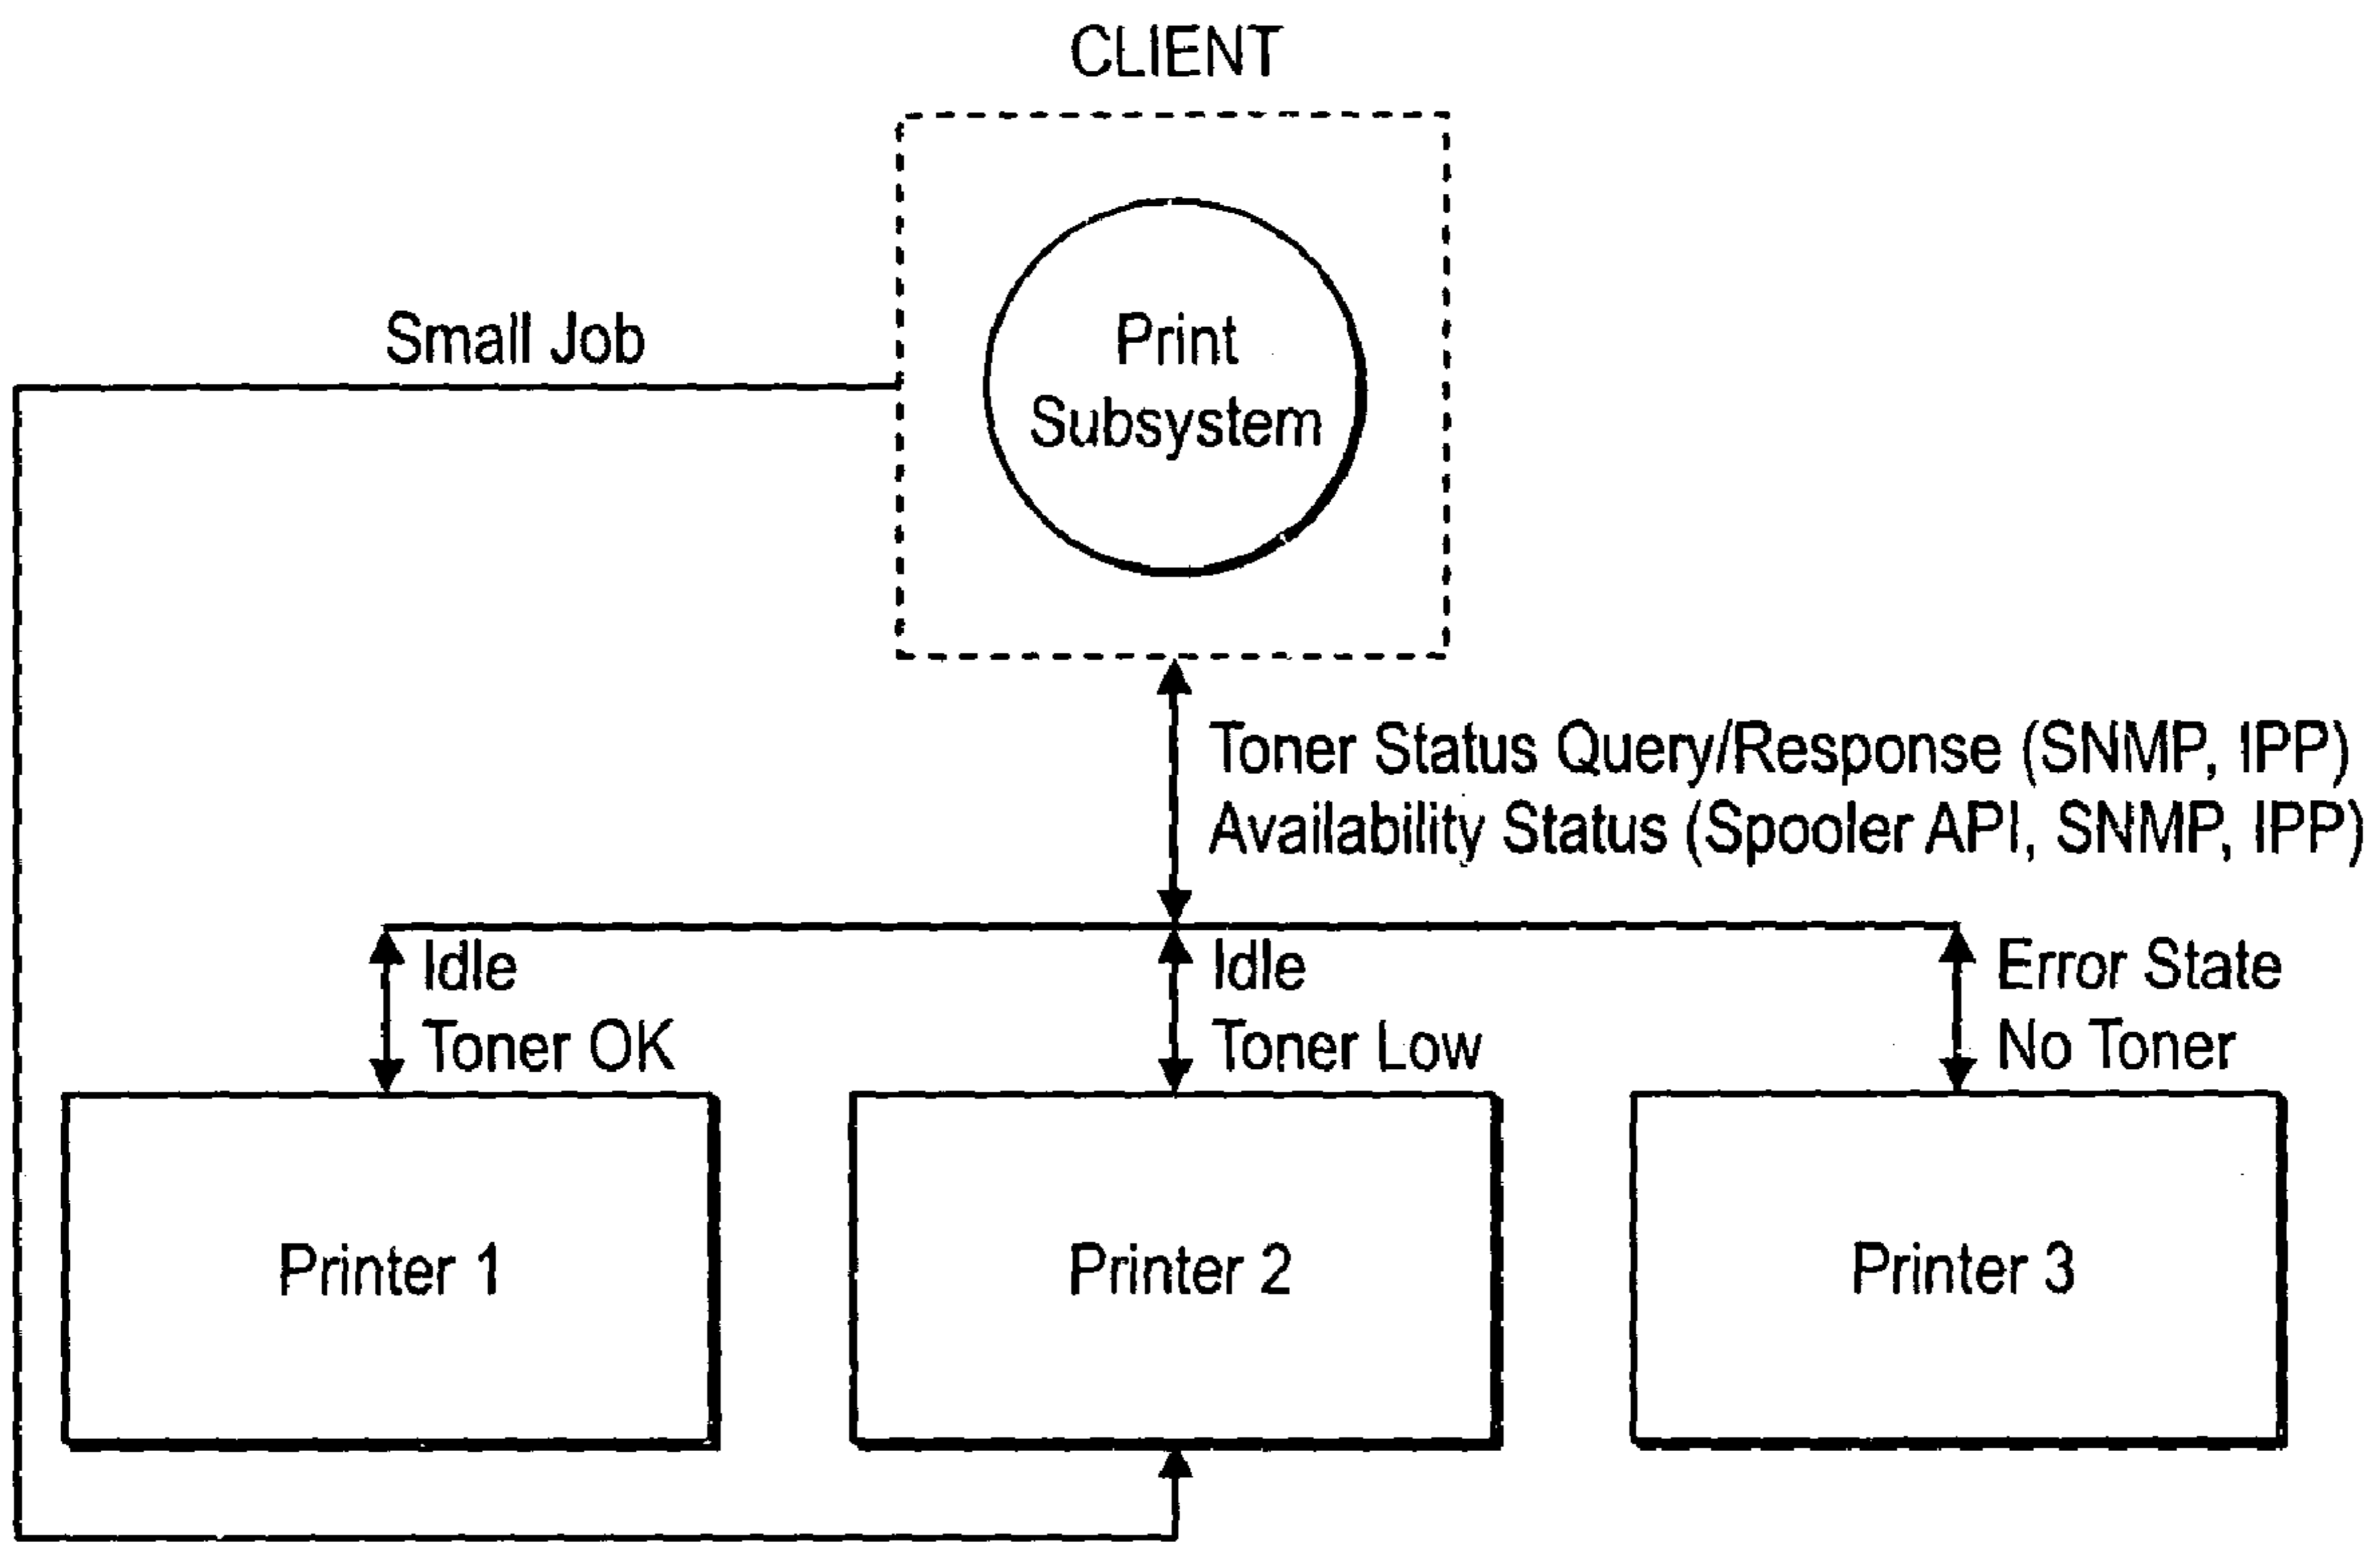 CLIENT
Small Job
Print
Subsystem
Toner Status Query/Response (SNMP, IPP)
Availability Status (Spooler API, SNMP, IPP)
Idle
Toner OK
Idle
Toner Low
Error State
No Toner
Printer 1
Printer 2
Printer 3